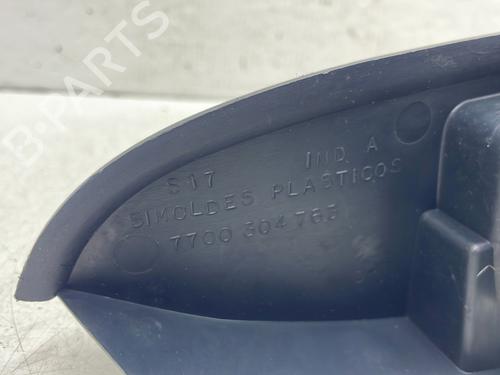 B-PARTS
S17 IND. A
SIMOLDES PLASTICOS
7700 304 763